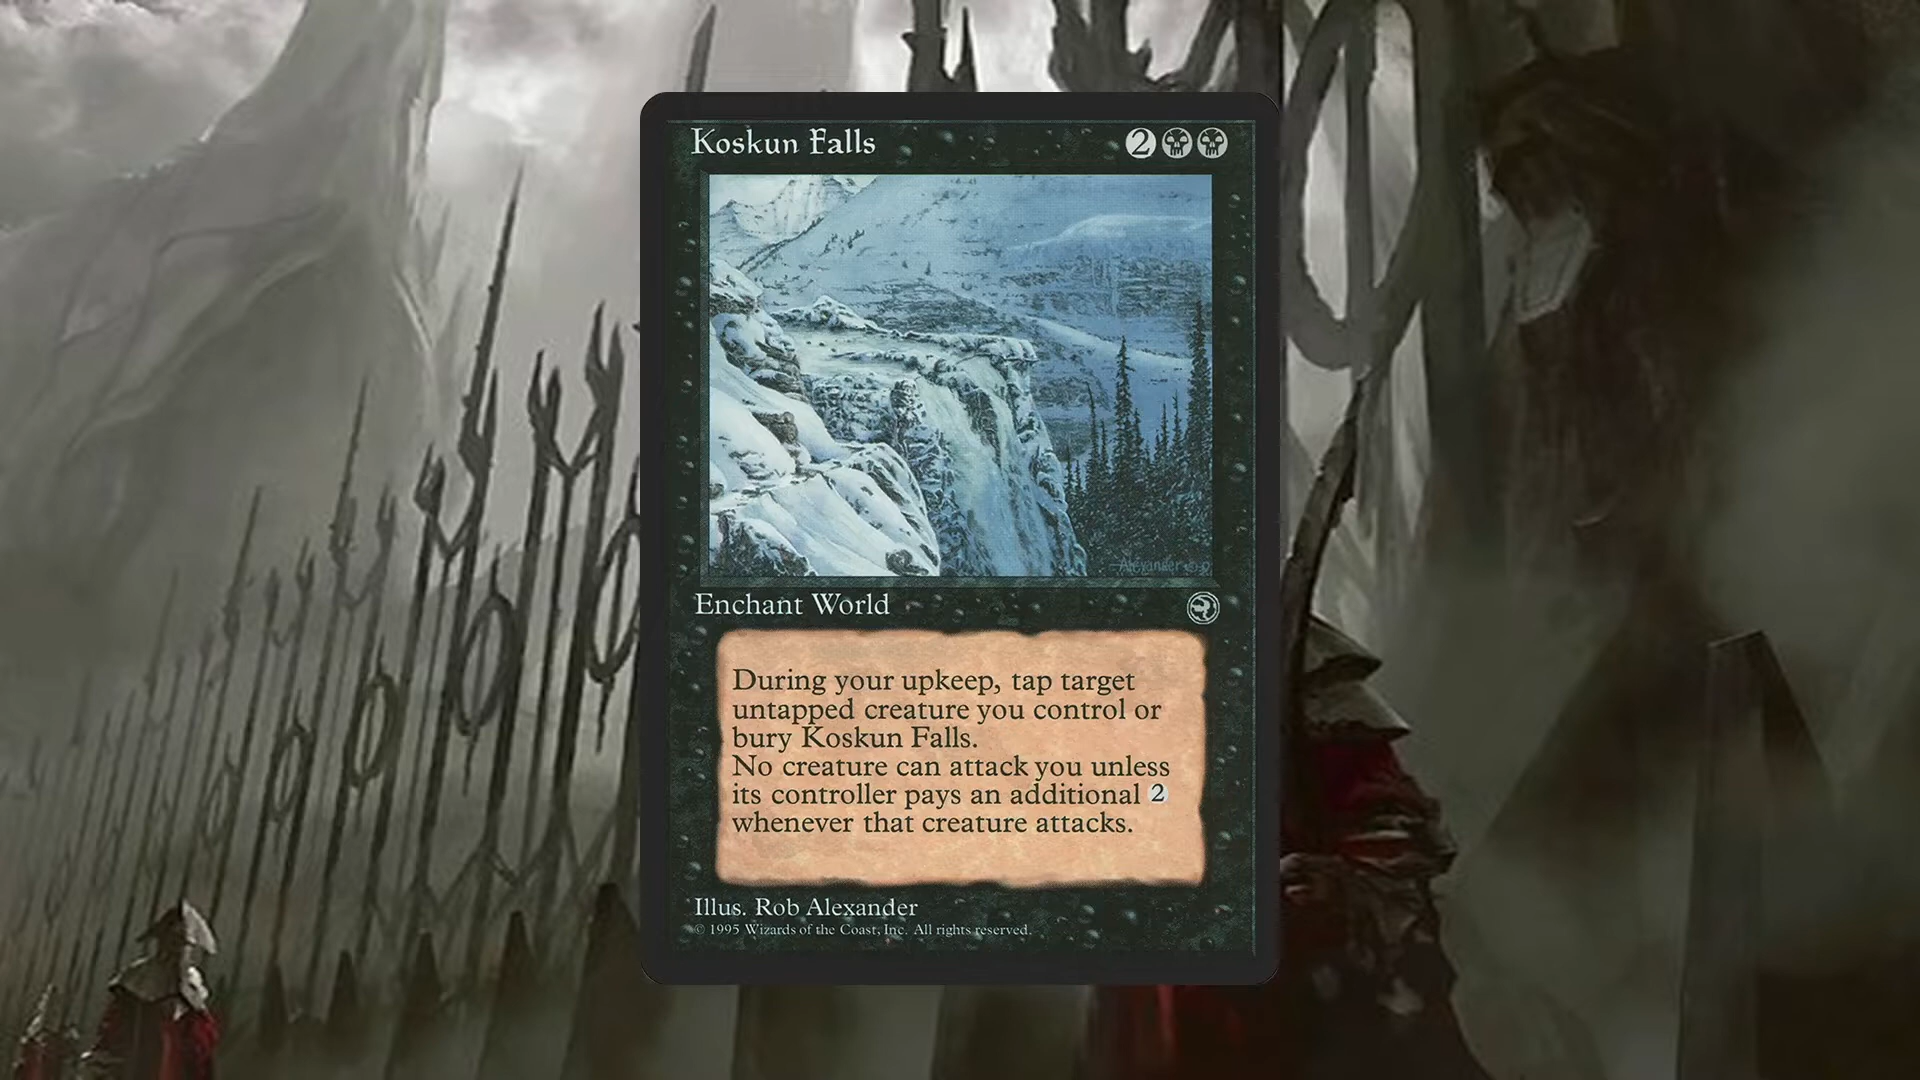 Koskun Falls 2
Alexander
Enchant World
During your upkeep, tap target
untapped creature you control or
bury Koskun Falls.
No creature can attack you unless
its controller pays an additional 2
whenever that creature attacks.
Illus. Rob Alexander
© 1995 Wizards of the Coast, Inc. All rights reserved.